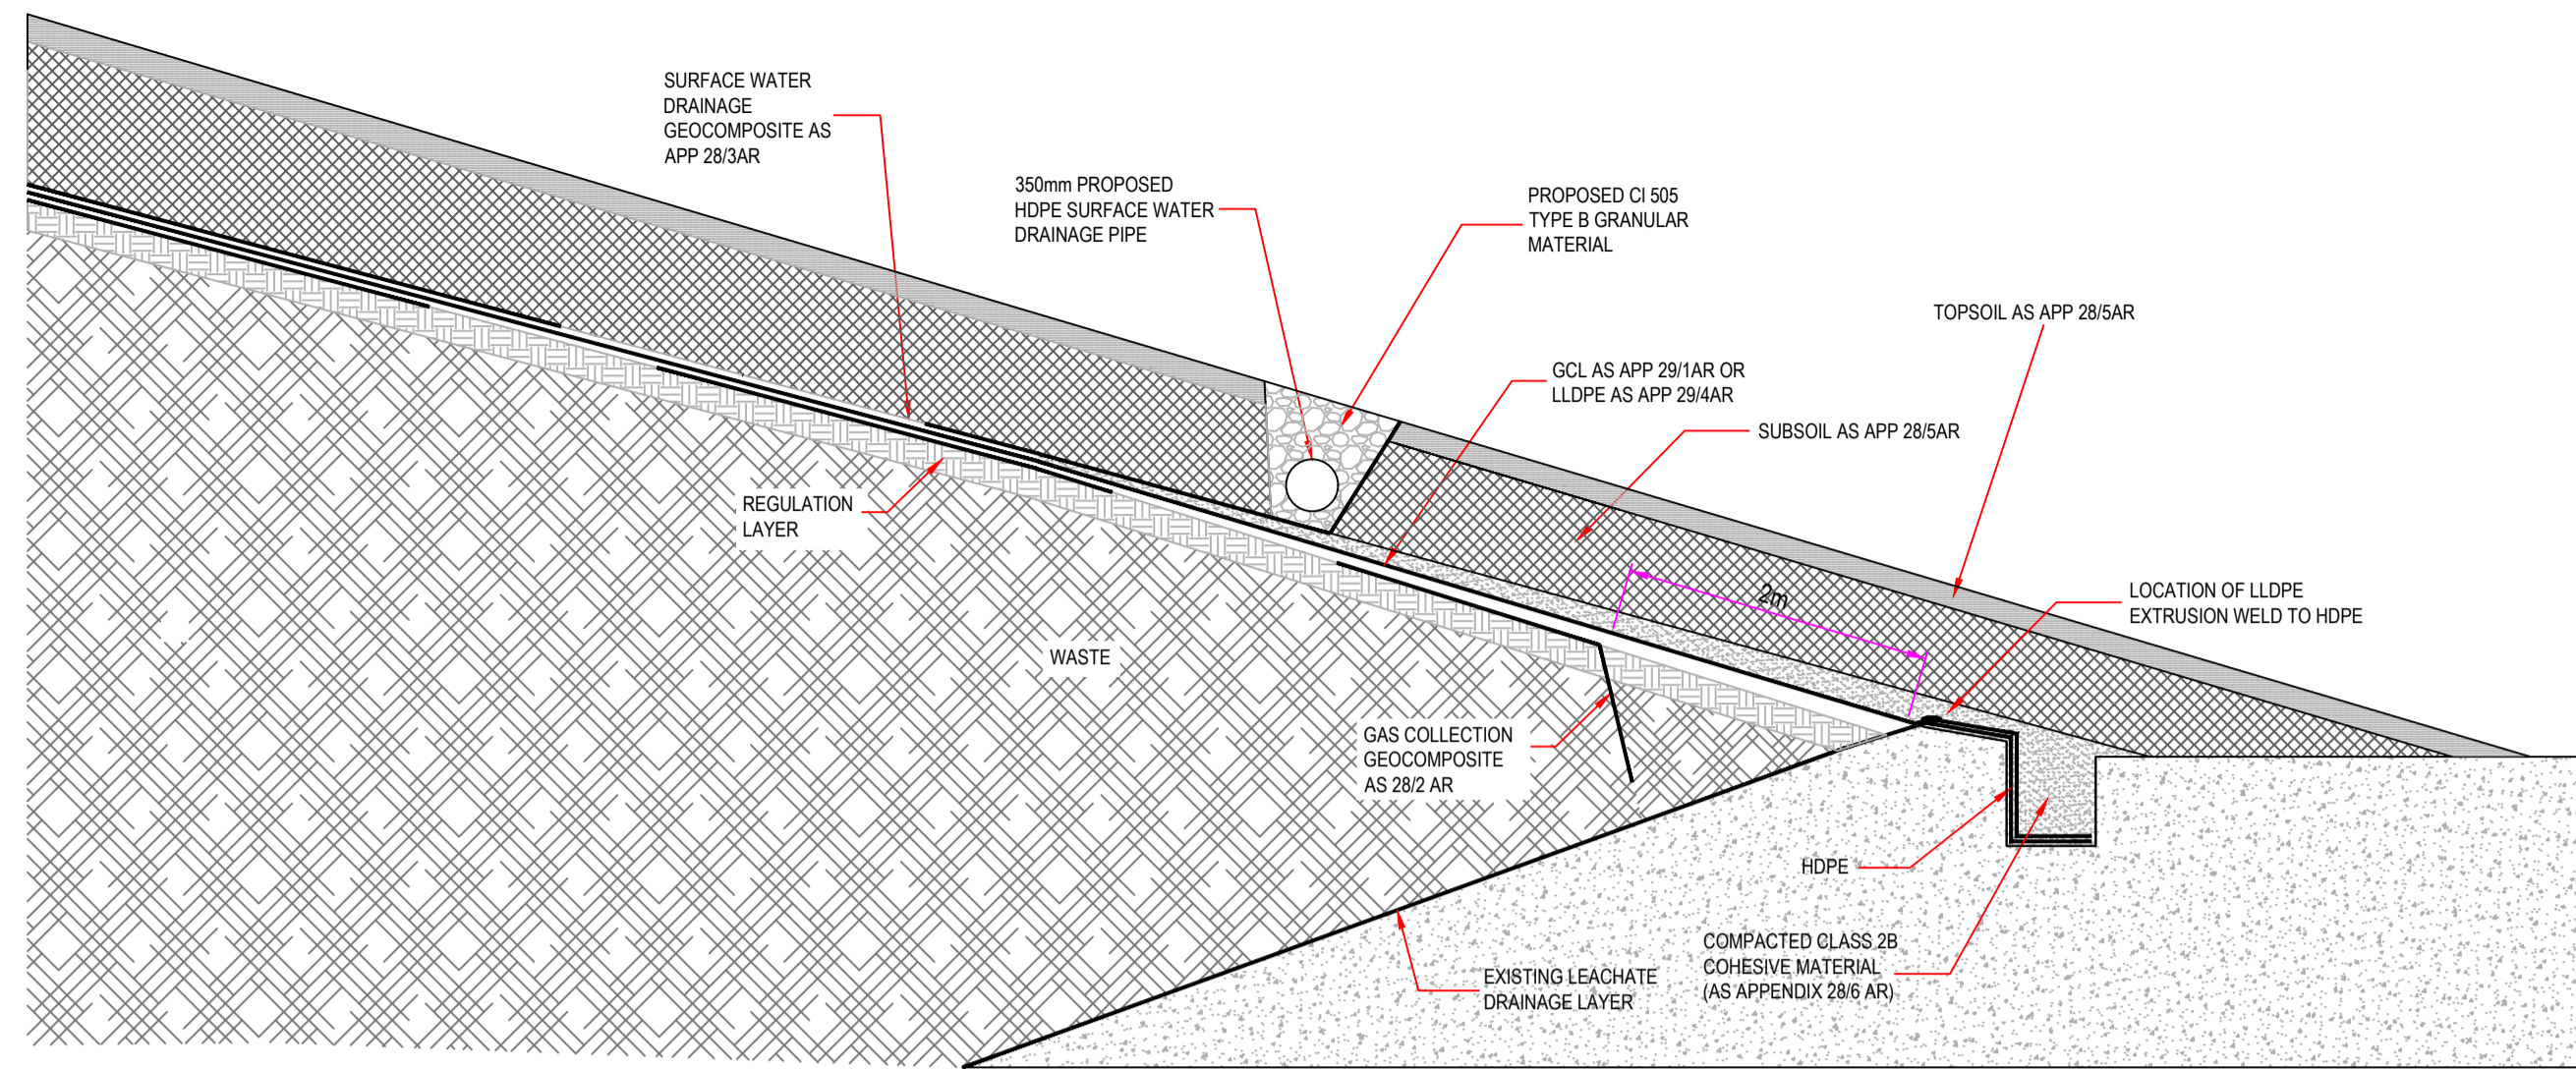 SURFACE WATER
DRAINAGE
GEOCOMPOSITE AS
APP 28/3AR
350mm PROPOSED
HDPE SURFACE WATER
DRAINAGE PIPE
PROPOSED Cl 505
TYPE B GRANULAR
MATERIAL
TOPSOIL AS APP 28/5AR
GCL AS APP 29/1AR OR
LLDPE AS APP 29/4AR
SUBSOIL AS APP 28/5AR
REGULATION
LAYER
2m
LOCATION OF LLDPE
EXTRUSION WELD TO HDPE
WASTE
GAS COLLECTION
GEOCOMPOSITE
AS 28/2 AR
HDPE
COMPACTED CLASS 2B
COHESIVE MATERIAL
(AS APPENDIX 28/6 AR)
EXISTING LEACHATE
DRAINAGE LAYER